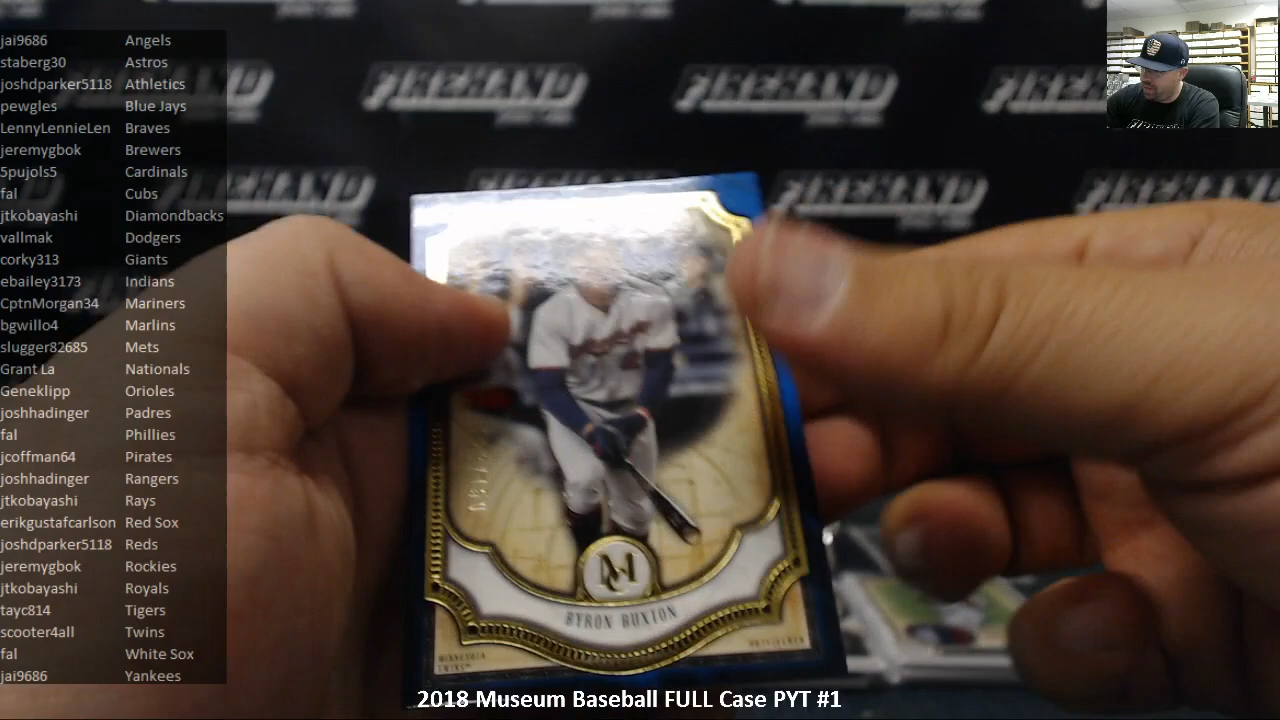 jai9686 Angels
staberg30 Astros
joshdparker5118 Athletics
pewgles Blue Jays
LennyLennieLen Braves
jeremygbok Brewers
5pujols5 Cardinals
fal Cubs
jtkobayashi Diamondbacks
vallmak Dodgers
corky313 Giants
ebailey3173 Indians
CptnMorgan34 Mariners
bgwillo4 Marlins
slugger82685 Mets
Grant La Nationals
Geneklipp Orioles
joshhadinger Padres
fal Phillies
jcoffman64 Pirates
joshhadinger Rangers
jtkobayashi Rays
erikgustafcarlson Red Sox
joshdparker5118 Reds
jeremygbok Rockies
jtkobayashi Royals
tayc814 Tigers
scooter4all Twins
fal White Sox
jai9686 Yankees
FIREHAND FIREHAND FIREHAND
FIREHAND
MC
BYRON BUXTON
MINNESOTA
TWINS™
OUTFIELDER
2018 Museum Baseball FULL Case PYT #1